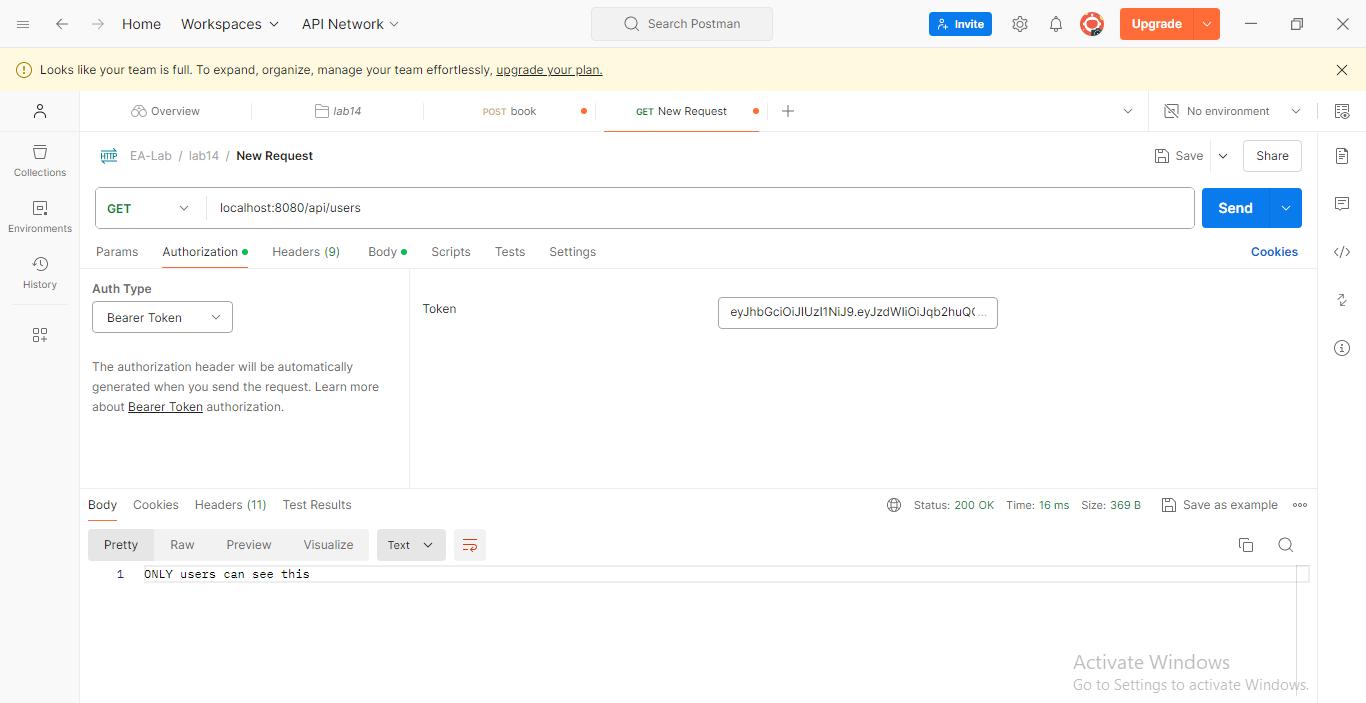 Home Workspaces API Network Search Postman Invite Upgrade
Looks like your team is full. To expand, organize, manage your team effortlessly, upgrade your plan.
Overview lab14 POST book GET New Request No environment
HTTP EA-Lab / lab14 / New Request Save Share
Collections
GET localhost:8080/api/users Send
Environments
Params Authorization Headers (9) Body Scripts Tests Settings Cookies
History
Auth Type
Bearer Token
Token eyJhbGciOiJIUzI1NiJ9.eyJzdWIiOiJqb2huQ(...
The authorization header will be automatically
generated when you send the request. Learn more
about Bearer Token authorization.
Body Cookies Headers (11) Test Results Status: 200 OK Time: 16 ms Size: 369 B Save as example
Pretty Raw Preview Visualize Text
1 ONLY users can see this
Activate Windows
Go to Settings to activate Windows.